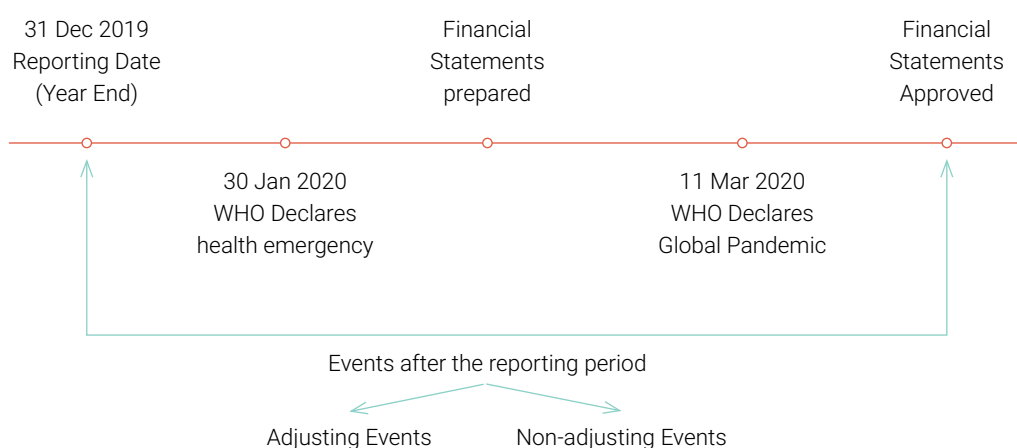 31 Dec 2019
Reporting Date
(Year End)
Financial
Statements
prepared
Financial
Statements
Approved
30 Jan 2020
WHO Declares
health emergency
11 Mar 2020
WHO Declares
Global Pandemic
Events after the reporting period
Adjusting Events
Non-adjusting Events